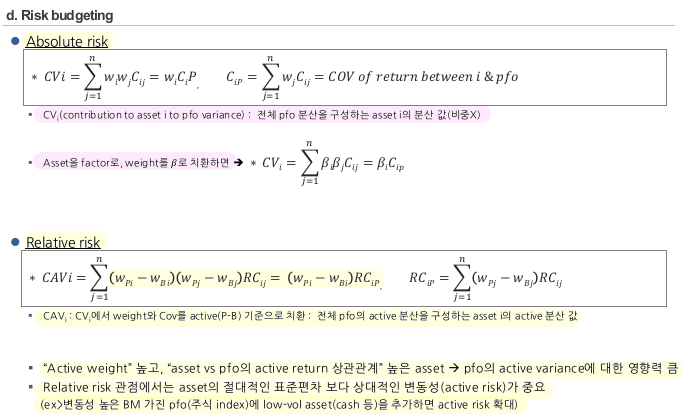 d. Risk budgeting
● Absolute risk
* CVi = \sum_{j=1}^{n} w_i w_j C_{ij} = w_i C_i P, C_{iP} = \sum_{j=1}^{n} w_j C_{ij} = COV of return between i & pfo
▪ CV_i(contribution to asset i to pfo variance) : 전체 pfo 분산을 구성하는 asset i의 분산 값(비중X)
▪ Asset을 factor로, weight를 β로 치환하면 → * CV_i = \sum_{j=1}^{n} β_i β_j C_{ij} = β_i C_{ip}
● Relative risk
* CAVi = \sum_{j=1}^{n} (w_{Pi} − w_{Bi})(w_{Pj} − w_{Bj})RC_{ij} = (w_{Pi} − w_{Bi})RC_{iP}, RC_{iP} = \sum_{j=1}^{n} (w_{Pj} − w_{Bj})RC_{ij}
▪ CAV_i : CV_i에서 weight와 Cov를 active(P-B) 기준으로 치환 : 전체 pfo의 active 분산을 구성하는 asset i의 active 분산 값
▪ “Active weight” 높고, “asset vs pfo의 active return 상관관계” 높은 asset → pfo의 active variance에 대한 영향력 큼
▪ Relative risk 관점에서는 asset의 절대적인 표준편차 보다 상대적인 변동성(active risk)가 중요
(ex>변동성 높은 BM 가진 pfo(주식 index)에 low-vol asset(cash 등)을 추가하면 active risk 확대)